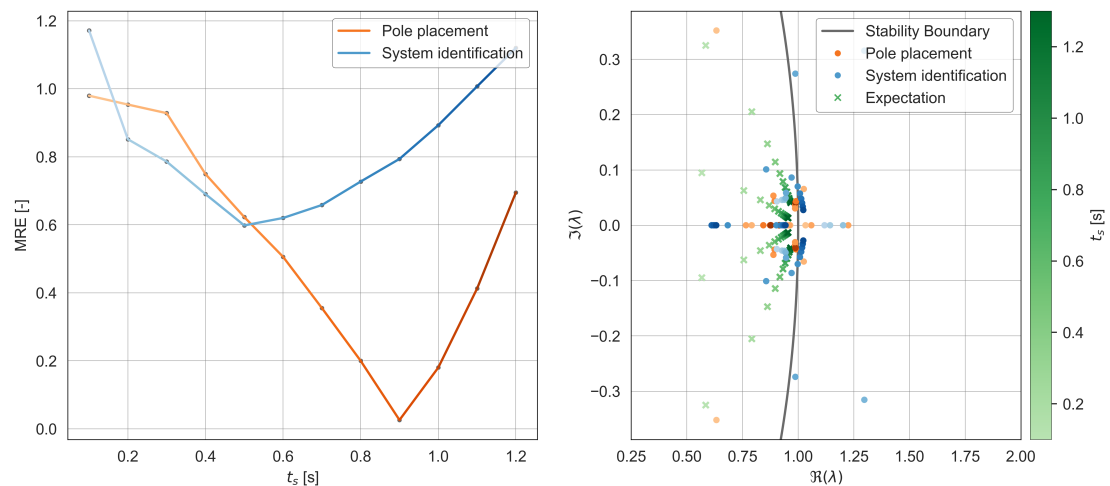 1.2
1.0
0.8
0.6
0.4
0.2
0.0
MRE [-]
0.2 0.4 0.6 0.8 1.0 1.2
t_s [s]
Pole placement
System identification
0.3
0.2
0.1
0.0
−0.1
−0.2
−0.3
ℑ(λ)
0.25 0.50 0.75 1.00 1.25 1.50 1.75 2.00
ℜ(λ)
Stability Boundary
Pole placement
System identification
Expectation
1.2
1.0
0.8
0.6
0.4
0.2
t_s [s]